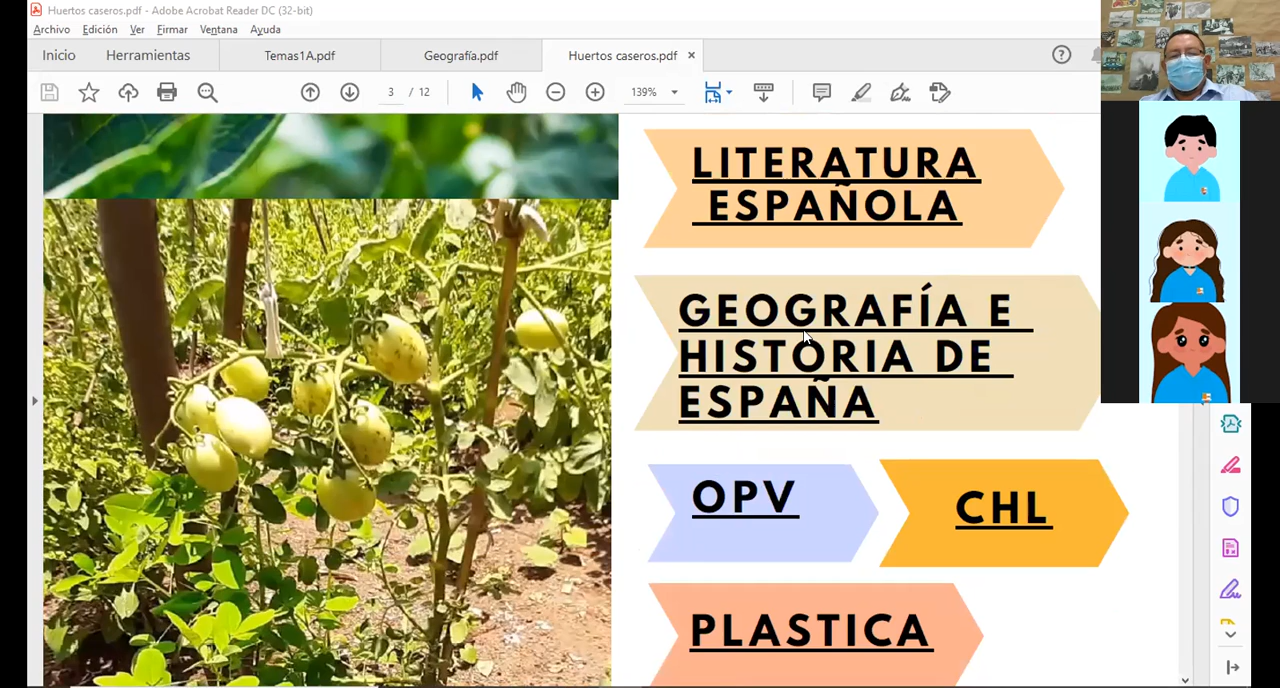 Huertos caseros.pdf - Adobe Acrobat Reader DC (32-bit)
Archivo Edición Ver Firmar Ventana Ayuda
Inicio Herramientas Temas1A.pdf Geografía.pdf Huertos caseros.pdf
3 / 12 139%
LITERATURA
ESPAÑOLA
GEOGRAFÍA E
HISTORIA DE
ESPAÑA
OPV
CHL
PLASTICA